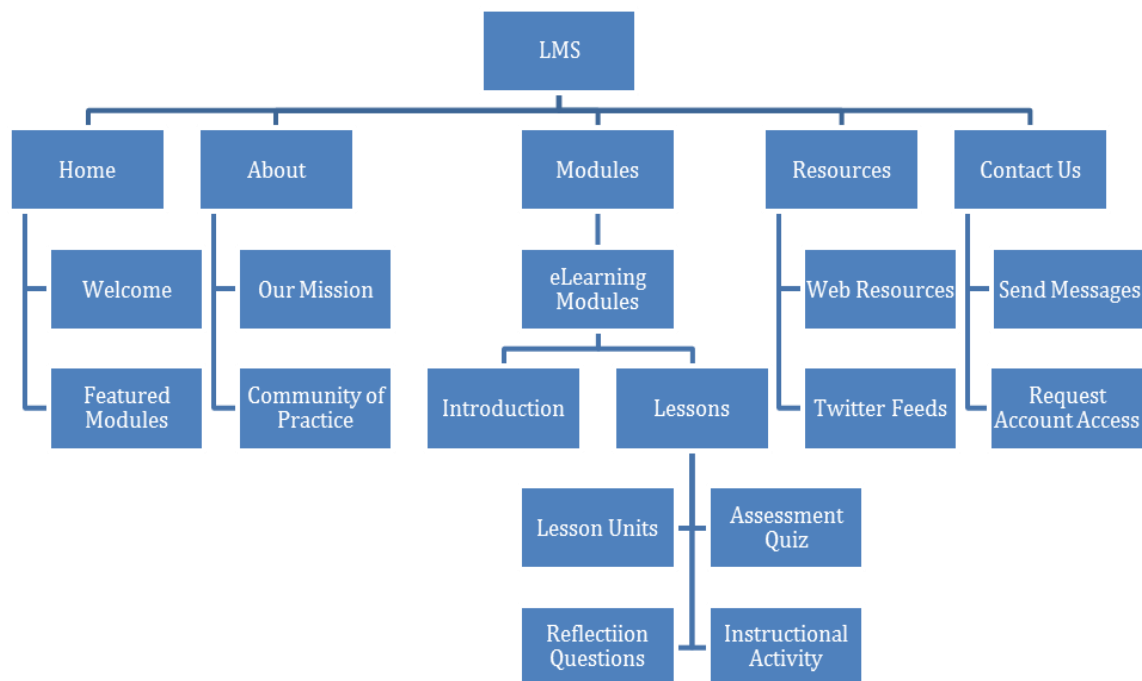 LMS
Home
About
Modules
Resources
Contact Us
Welcome
Our Mission
eLearning
Modules
Web Resources
Send Messages
Featured
Modules
Community of
Practice
Introduction
Lessons
Twitter Feeds
Request
Account Access
Lesson Units
Assessment
Quiz
Reflectiion
Questions
Instructional
Activity